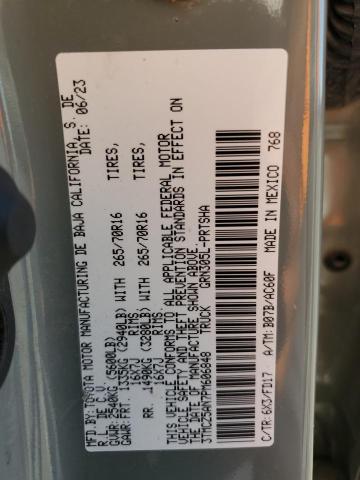 MFD. BY: TOYOTA MOTOR MANUFACTURING DE BAJA CALIFORNIA, S. DE
R.L. DE C.V. DATE: 06/23
GVWR: 2540KG (5600LB)
GAWR: FRT. 1335KG (2940LB) WITH 265/70R16 TIRES,
16X7J RIMS,
RR. 1490KG (3280LB) WITH 265/70R16 TIRES,
16X7J RIMS,
THIS VEHICLE CONFORMS TO ALL APPLICABLE FEDERAL MOTOR
VEHICLE SAFETY AND THEFT PREVENTION STANDARDS IN EFFECT ON
THE DATE OF MANUFACTURE SHOWN ABOVE.
3TMCZ5AN7PM606848 TRUCK GRN305L-PRTSHA
C/TR: 6X3/FD17 A/TM: B07B/AC60F MADE IN MEXICO 768